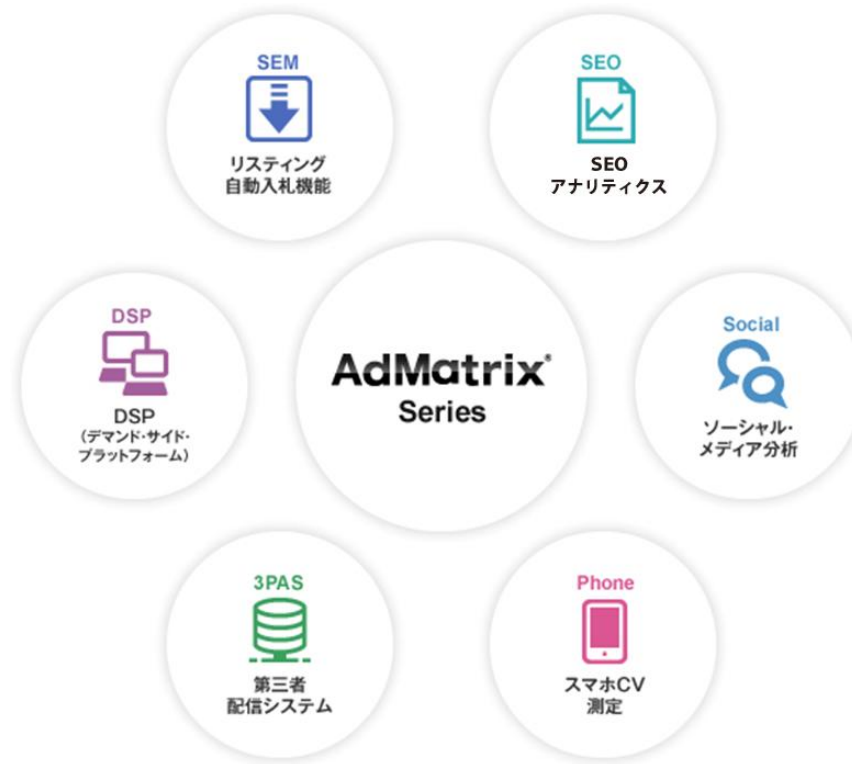 SEM
リスティング
自動入札機能
SEO
SEO
アナリティクス
DSP
DSP
(デマンド・サイド・
プラットフォーム)
AdMatrix®
Series
Social
ソーシャル・
メディア分析
3PAS
第三者
配信システム
Phone
スマホCV
測定